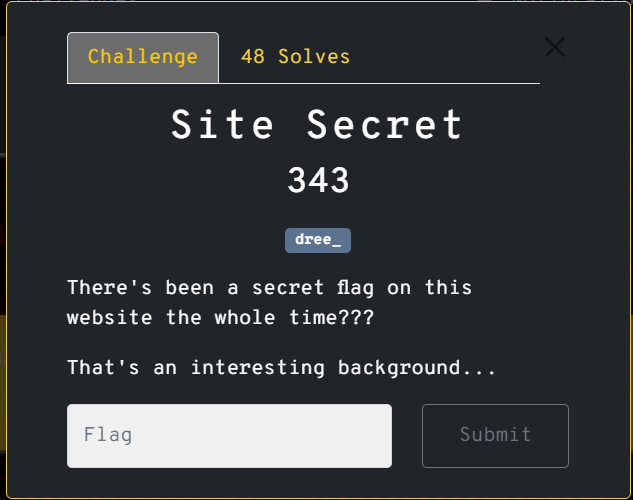 Challenge
48 Solves
Site Secret
343
dree_
There's been a secret flag on this
website the whole time???
That's an interesting background...
Flag
Submit